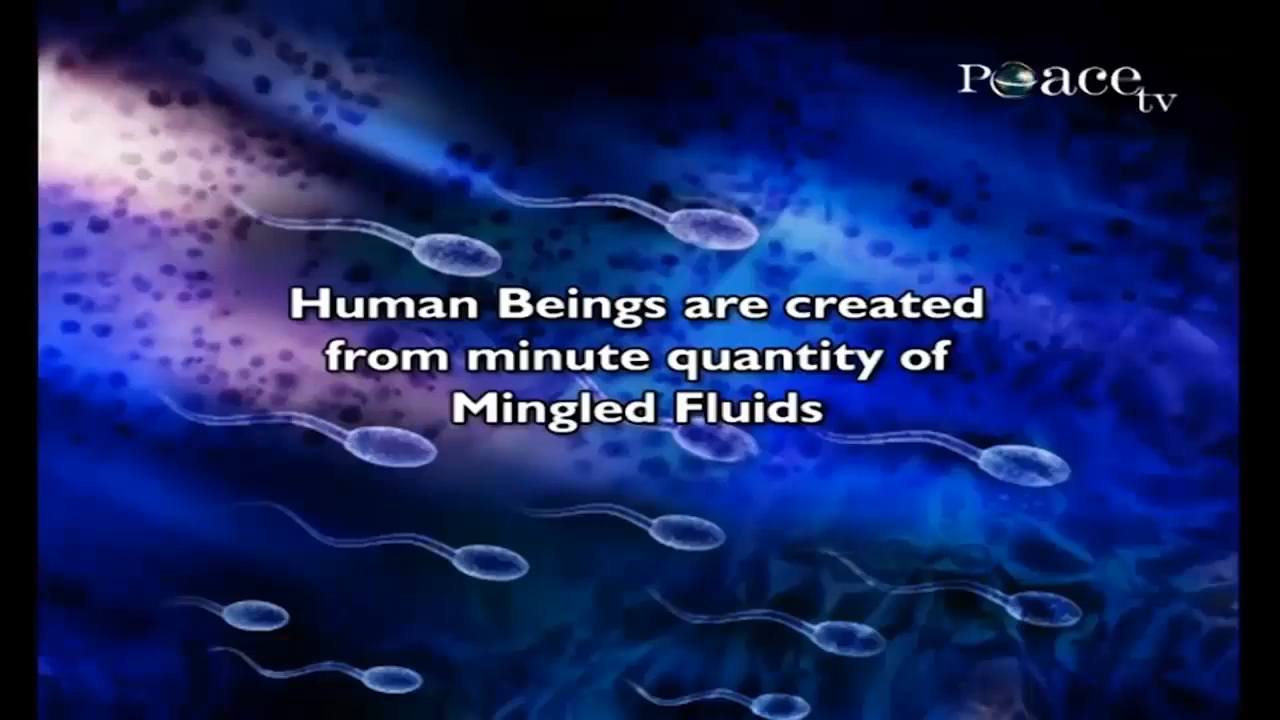 Peace tv
Human Beings are created
from minute quantity of
Mingled Fluids